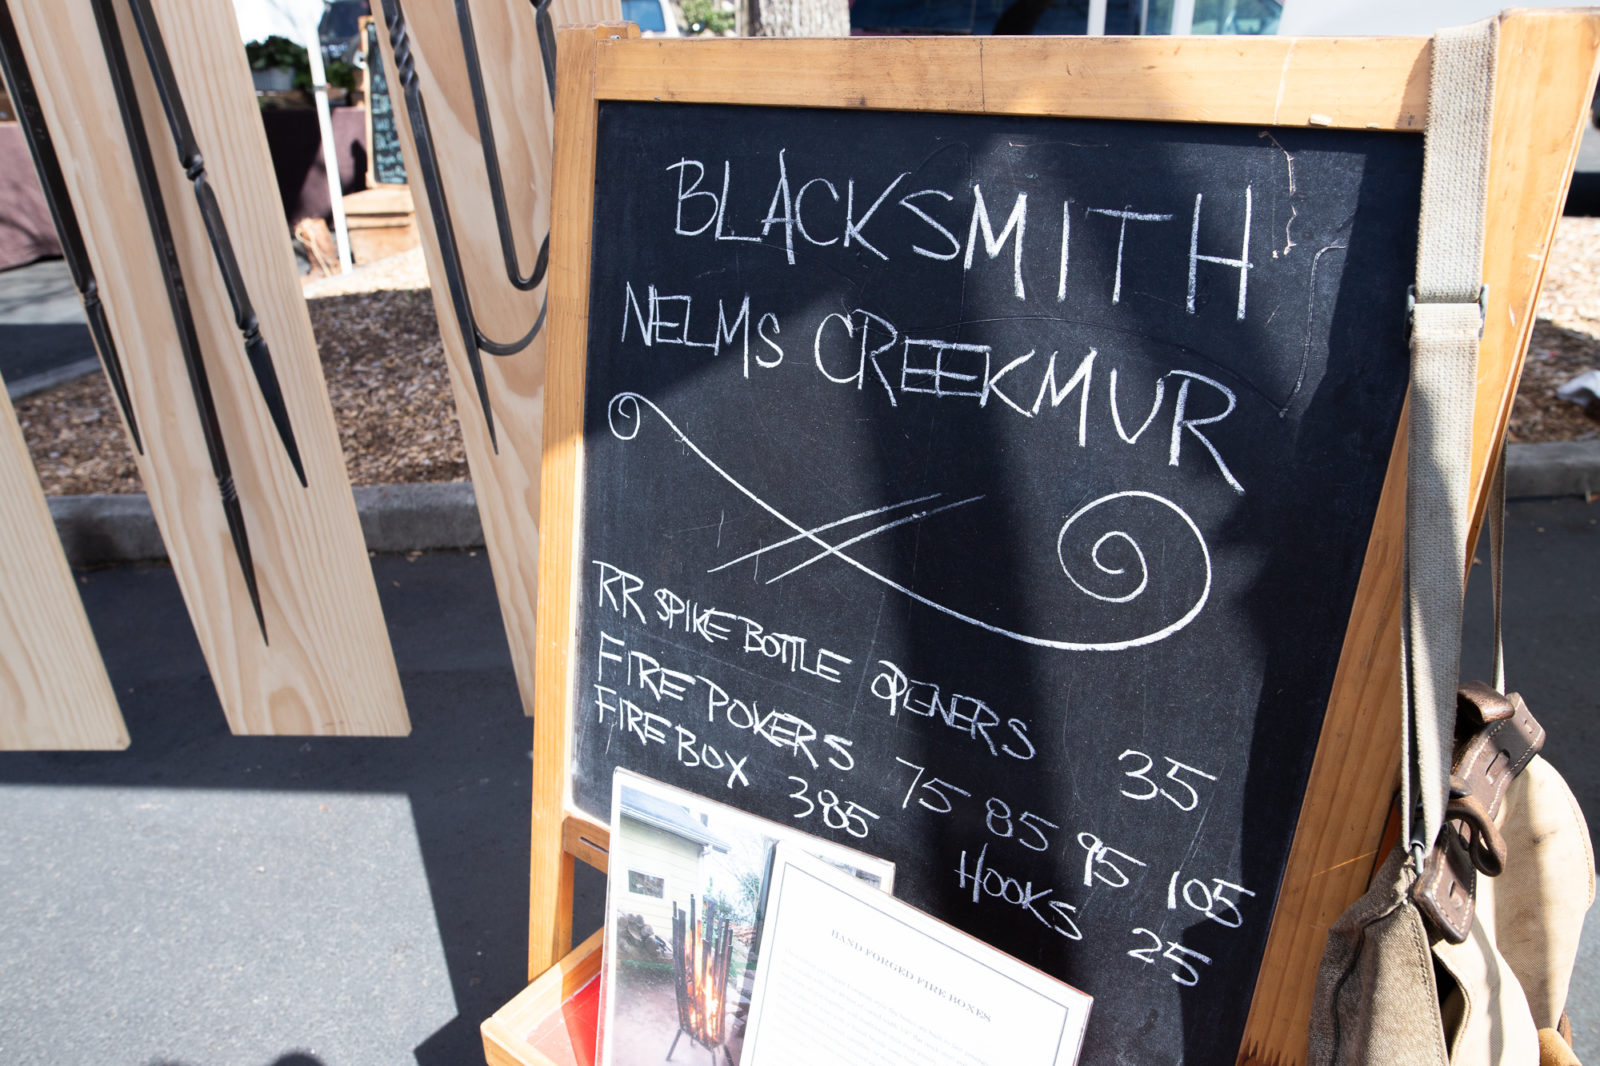 BLACKSMITH
NELMS CREEKMUR
RR SPIKE BOTTLE OPENERS 35
FIRE POKERS 75 85 95 105
FIRE BOX 385
HOOKS 25
HAND FORGED FIRE BOXES